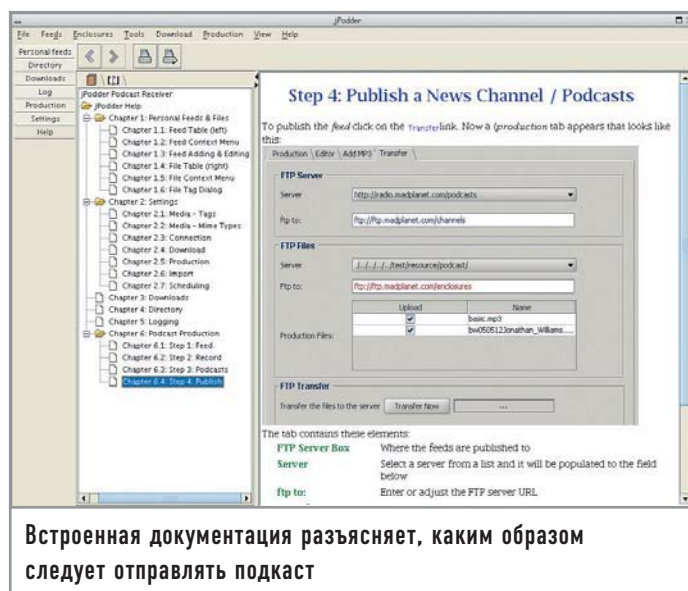 jPodder
File Feeds Enclosures Tools Download Production View Help
Personal feeds
Directory
Downloads
Log
Production
Settings
Help
jPodder Podcast Receiver
jPodder Help
Chapter 1: Personal Feeds & Files
Chapter 1.1: Feed Table (left)
Chapter 1.2: Feed Context Menu
Chapter 1.3: Feed Adding & Editing
Chapter 1.4: File Table (right)
Chapter 1.5: File Context Menu
Chapter 1.6: File Tag Dialog
Chapter 2: Settings
Chapter 2.1: Media - Tags
Chapter 2.2: Media - Mime Types
Chapter 2.3: Connection
Chapter 2.4: Download
Chapter 2.5: Production
Chapter 2.6: Import
Chapter 2.7: Scheduling
Chapter 3: Downloads
Chapter 4: Directory
Chapter 5: Logging
Chapter 6: Podcast Production
Chapter 6.1: Step 1: Feed
Chapter 6.2: Step 2: Record
Chapter 6.3: Step 3: Podcasts
Chapter 6.4: Step 4: Publish
Step 4: Publish a News Channel / Podcasts
To publish the feed click on the Transferlink. Now a (production tab appears that looks like
this:
Production Editor Add MP3 Transfer
FTP Server
Server http://radio.madplanet.com/podcasts
ftp to: ftp://ftp.madplanet.com/channels
FTP Files
Server /../../../../test/resource/podcast/
Ftp to: ftp://ftp.madplanet.com/enclosures
Upload Name
basic.mp3
bw050512Jonathan_Williams....
Production Files:
FTP Transfer
Transfer the files to the server Transfer Now ...
The tab contains these elements:
FTP Server Box Where the feeds are published to
Server Select a server from a list and it will be populated to the field
below
ftp to: Enter or adjust the FTP server URL
Встроенная документация разъясняет, каким образом
следует отправлять подкаст